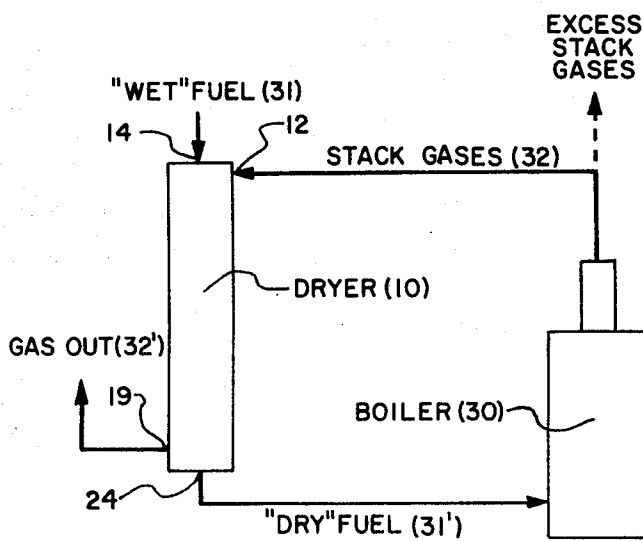 EXCESS
STACK
GASES
"WET" FUEL (31)
14
12
STACK GASES (32)
DRYER (10)
GAS OUT (32')
19
BOILER (30)
24
"DRY" FUEL (31')